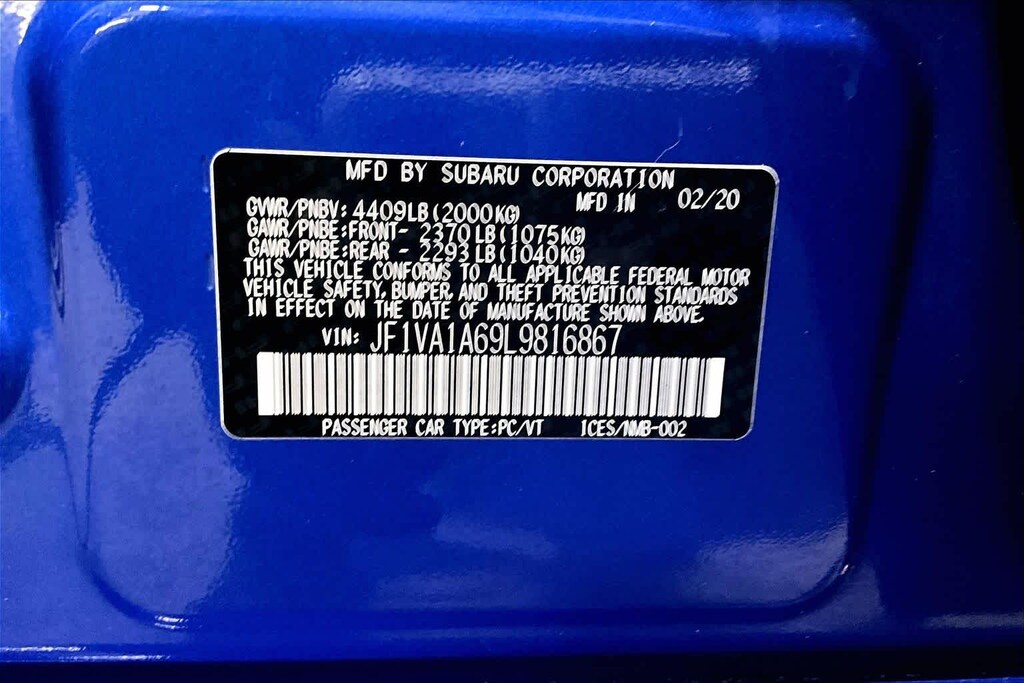 MFD BY SUBARU CORPORATION
MFD IN 02/20
GVWR/PNBV: 4409LB(2000KG)
GAWR/PNBE:FRONT- 2370LB(1075KG)
GAWR/PNBE:REAR - 2293LB(1040KG)
THIS VEHICLE CONFORMS TO ALL APPLICABLE FEDERAL MOTOR
VEHICLE SAFETY, BUMPER, AND THEFT PREVENTION STANDARDS
IN EFFECT ON THE DATE OF MANUFACTURE SHOWN ABOVE.
VIN: JF1VA1A69L9816867
PASSENGER CAR TYPE:PC/VT ICES/NMB-002